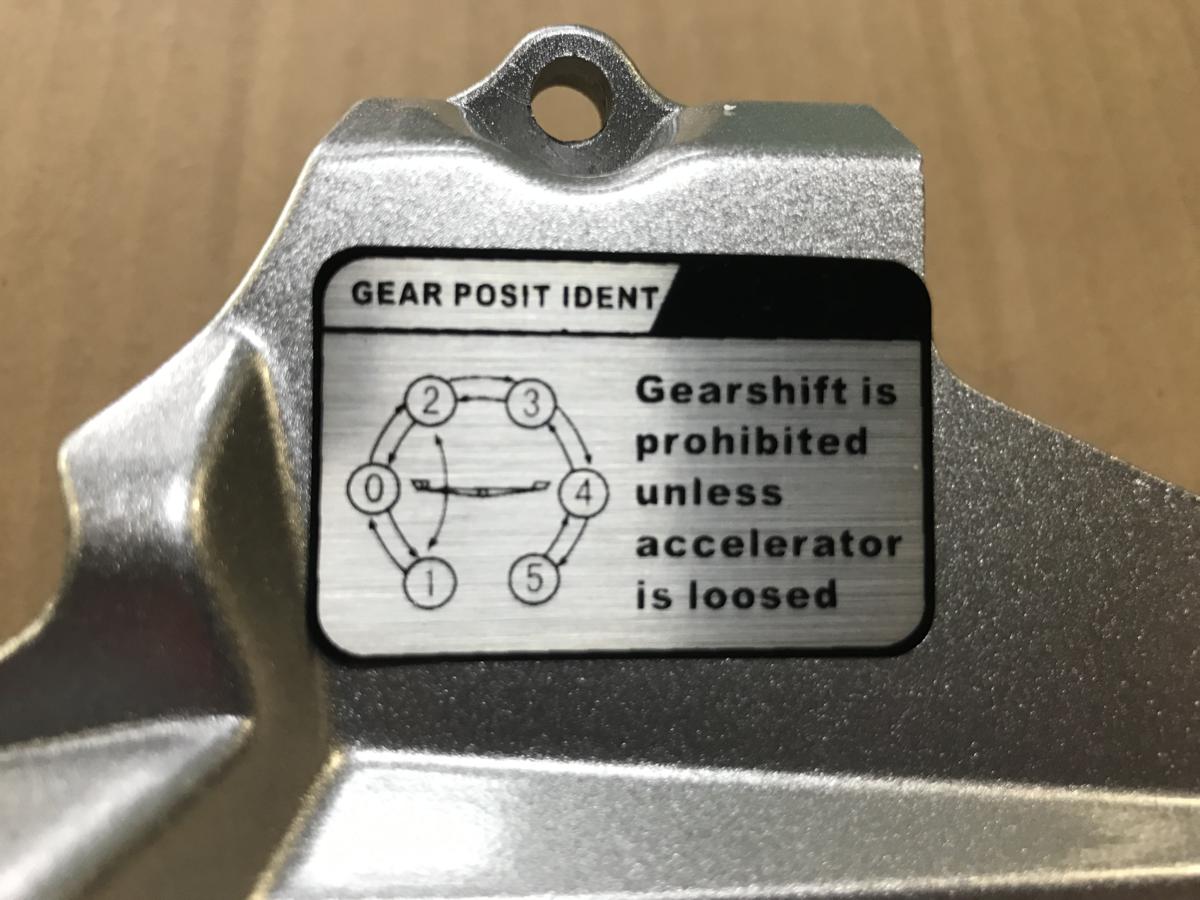 GEAR POSIT IDENT
2 3
0 4
1 5
Gearshift is
prohibited
unless
accelerator
is loosed